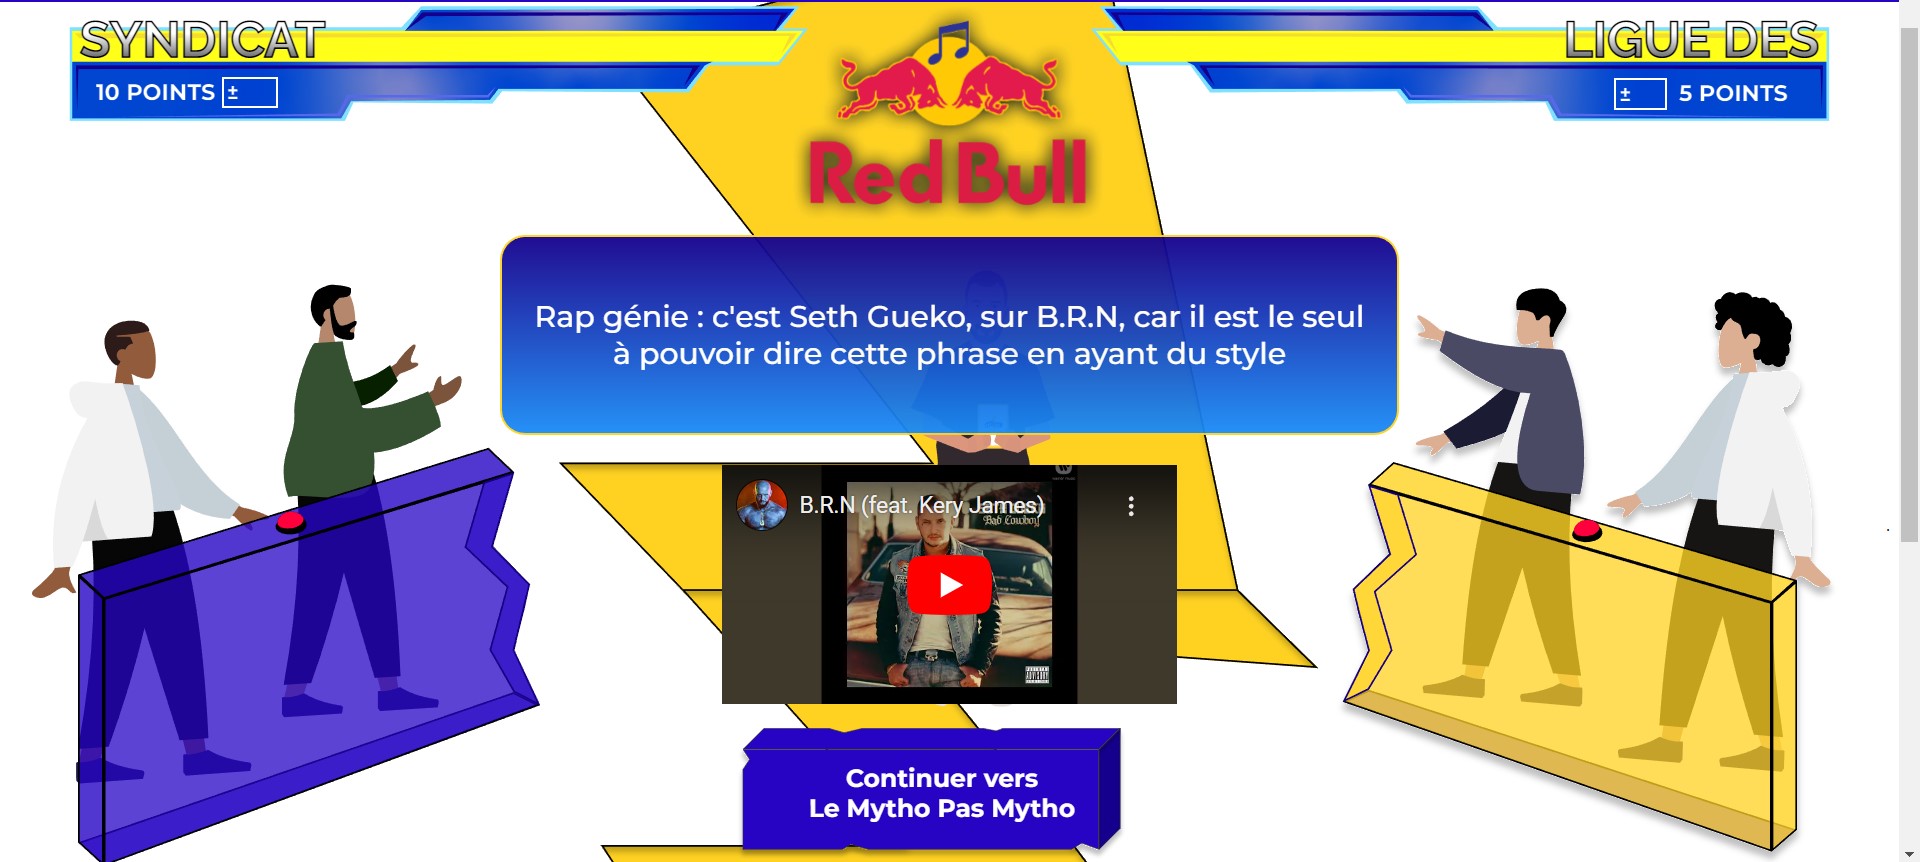 SYNDICAT
LIGUE DES
10 POINTS ±
± 5 POINTS
Red Bull
Rap génie : c'est Seth Gueko, sur B.R.N, car il est le seul
à pouvoir dire cette phrase en ayant du style
B.R.N (feat. Kery James)
Bad Cowboy
Continuer vers
Le Mytho Pas Mytho